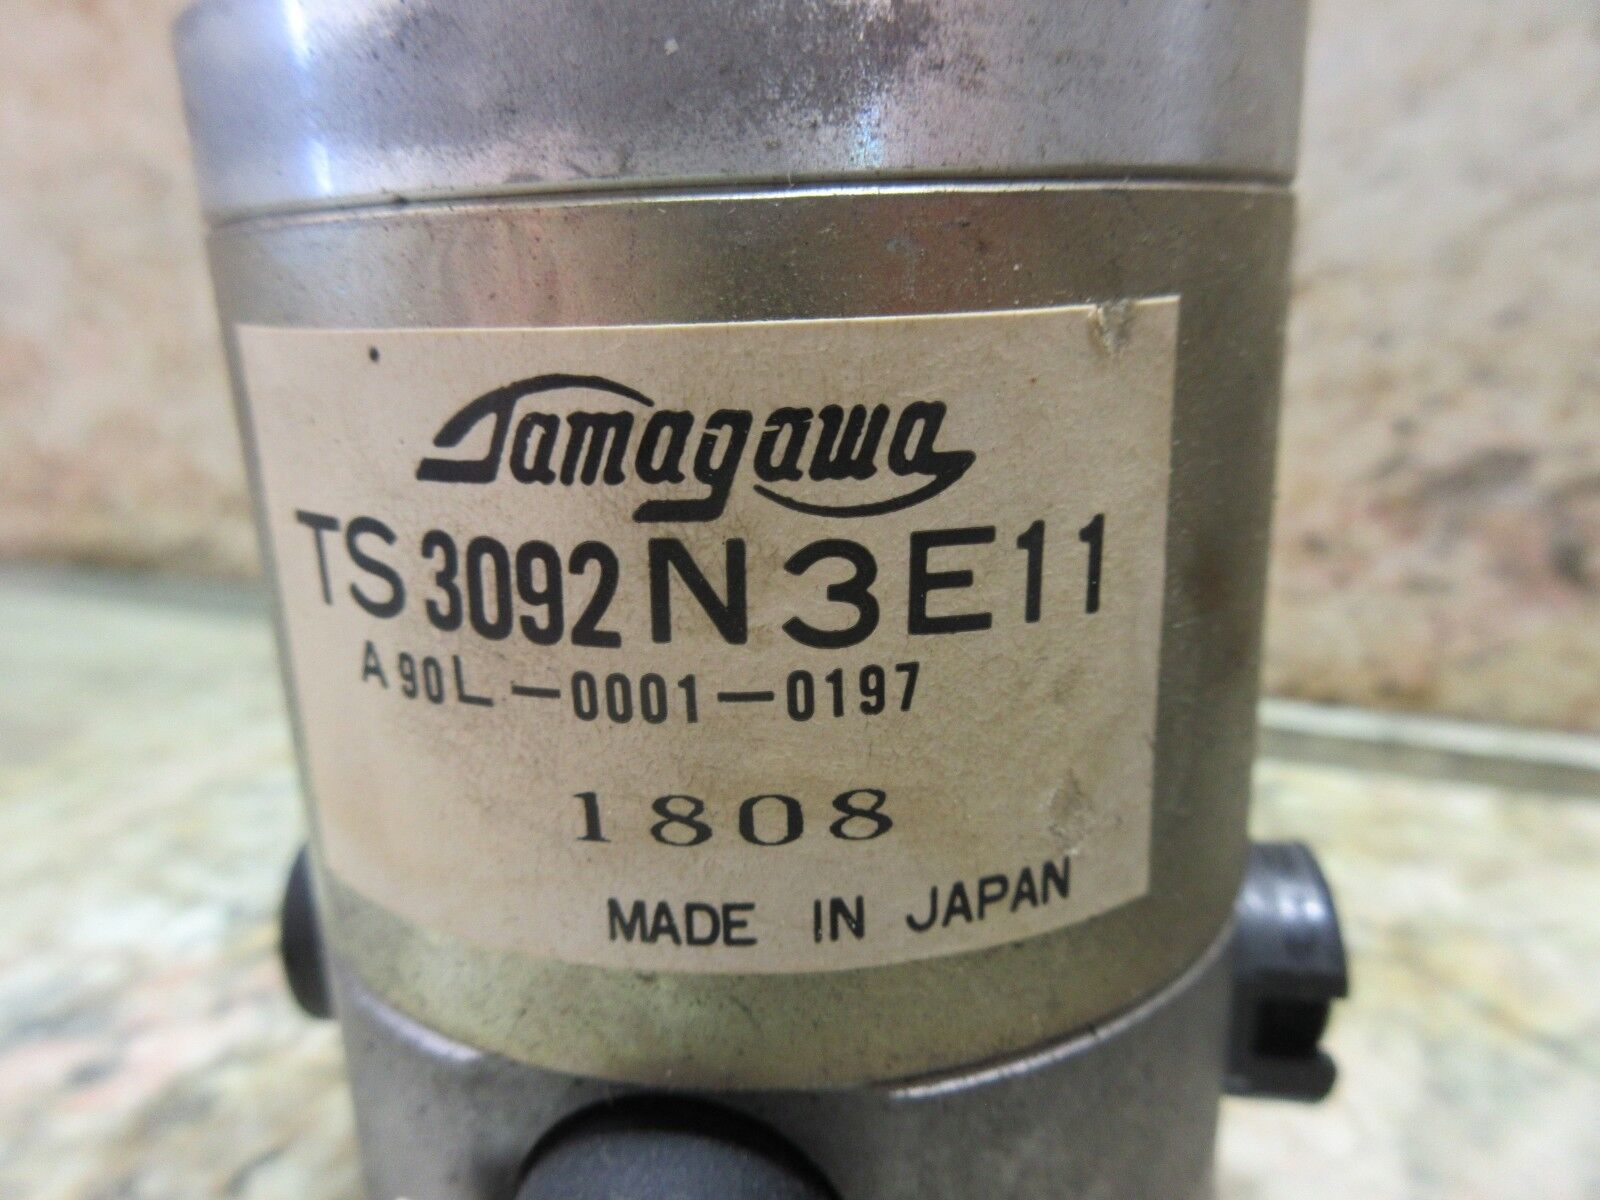 Tamagawa
TS3092N3E11
A90L-0001-0197
1808
MADE IN JAPAN